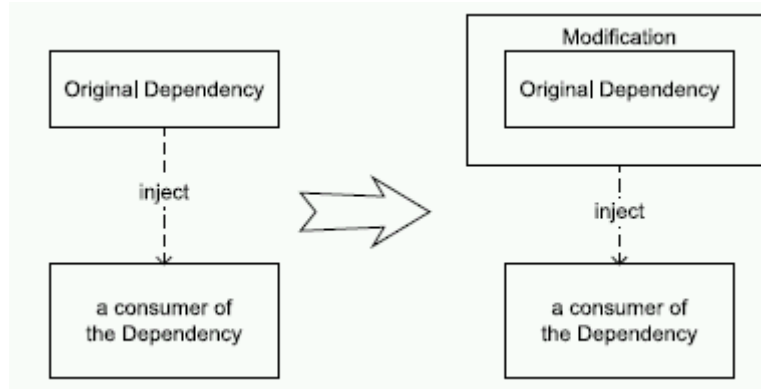 Original Dependency
inject
a consumer of
the Dependency
Modification
Original Dependency
inject
a consumer of
the Dependency